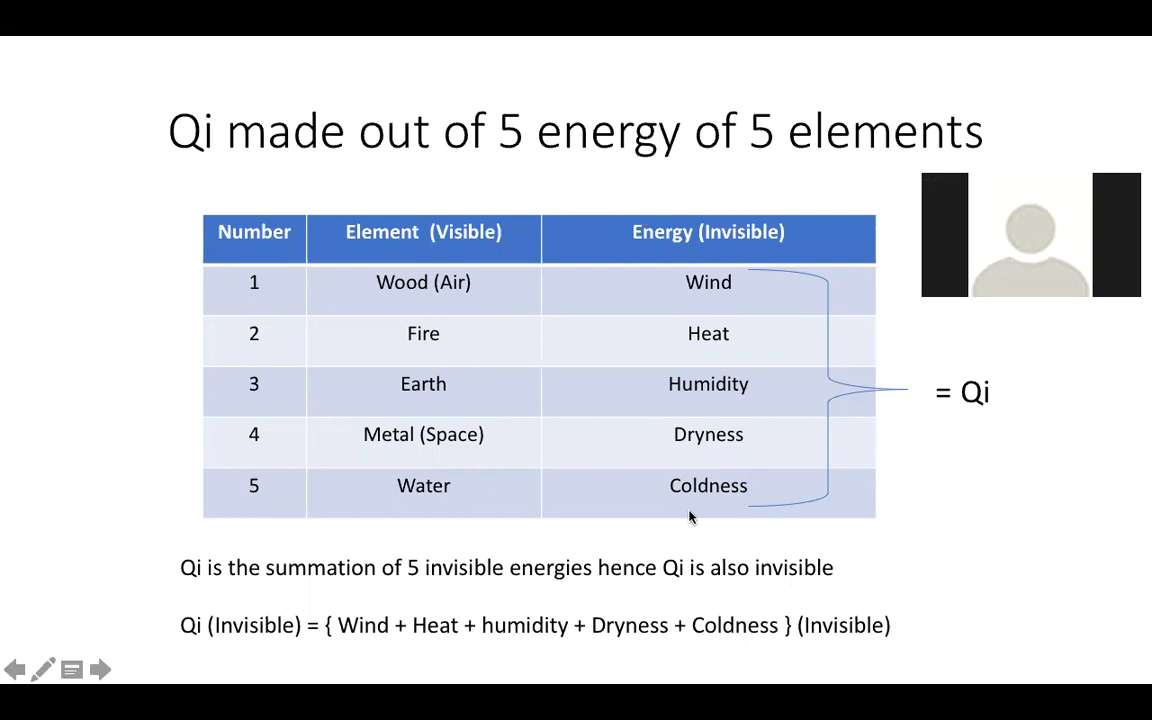 Qi made out of 5 energy of 5 elements
Number Element (Visible) Energy (Invisible)
1 Wood (Air) Wind
2 Fire Heat
3 Earth Humidity
= Qi
4 Metal (Space) Dryness
5 Water Coldness
Qi is the summation of 5 invisible energies hence Qi is also invisible
Qi (Invisible) = { Wind + Heat + humidity + Dryness + Coldness } (Invisible)